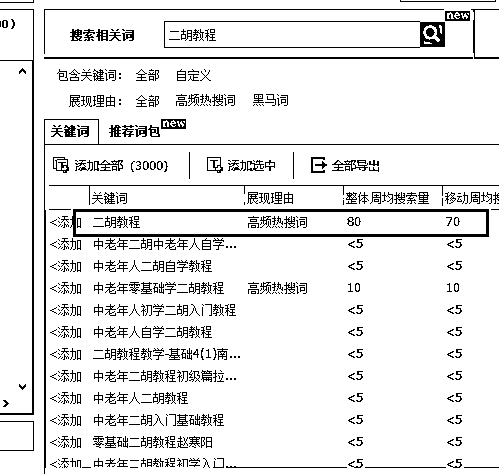 00)
new
搜索相关词 二胡教程
包含关键词: 全部 自定义
展现理由: 全部 高频热搜词 黑马词
关键词 推荐词包new
添加全部 (3000) 添加选中 全部导出
关键词 展现理由 整体周均搜索量 移动周均搜
<添加 二胡教程 高频热搜词 80 70
<添加 中老年二胡中老年人自学... <5 <5
<添加 中老年人二胡自学教程 <5 <5
<添加 中老年零基础学二胡教程 高频热搜词 10 10
<添加 中老年人初学二胡入门教程 <5 <5
<添加 中老年人自学二胡教程 <5 <5
<添加 二胡教程教学-基础4{1}南... <5 <5
<添加 中老年二胡教程初级篇拉... <5 <5
<添加 中老年人二胡教程 <5 <5
<添加 中老年二胡入门基础教程 <5 <5
<添加 零基础二胡教程赵寒阳 <5 <5
<添加 中老年二胡教程初学入门... <5 <5